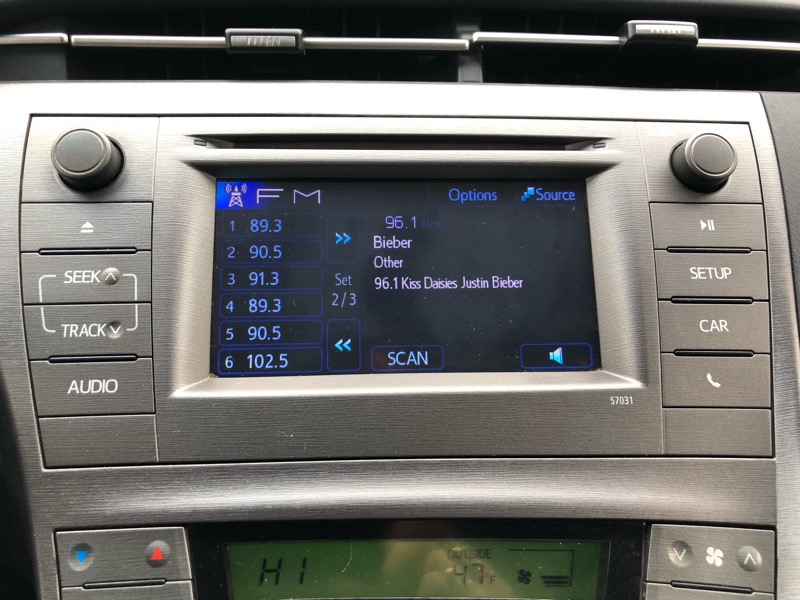 FM
Options
Source
1 89.3
2 90.5
3 91.3
4 89.3
5 90.5
6 102.5
>>
Set
2/3
<<
96.1 MHz
Bieber
Other
96.1 Kiss Daisies Justin Bieber
SCAN
SEEK
TRACK
AUDIO
SETUP
CAR
57031
HI
OUTSIDE
47°F